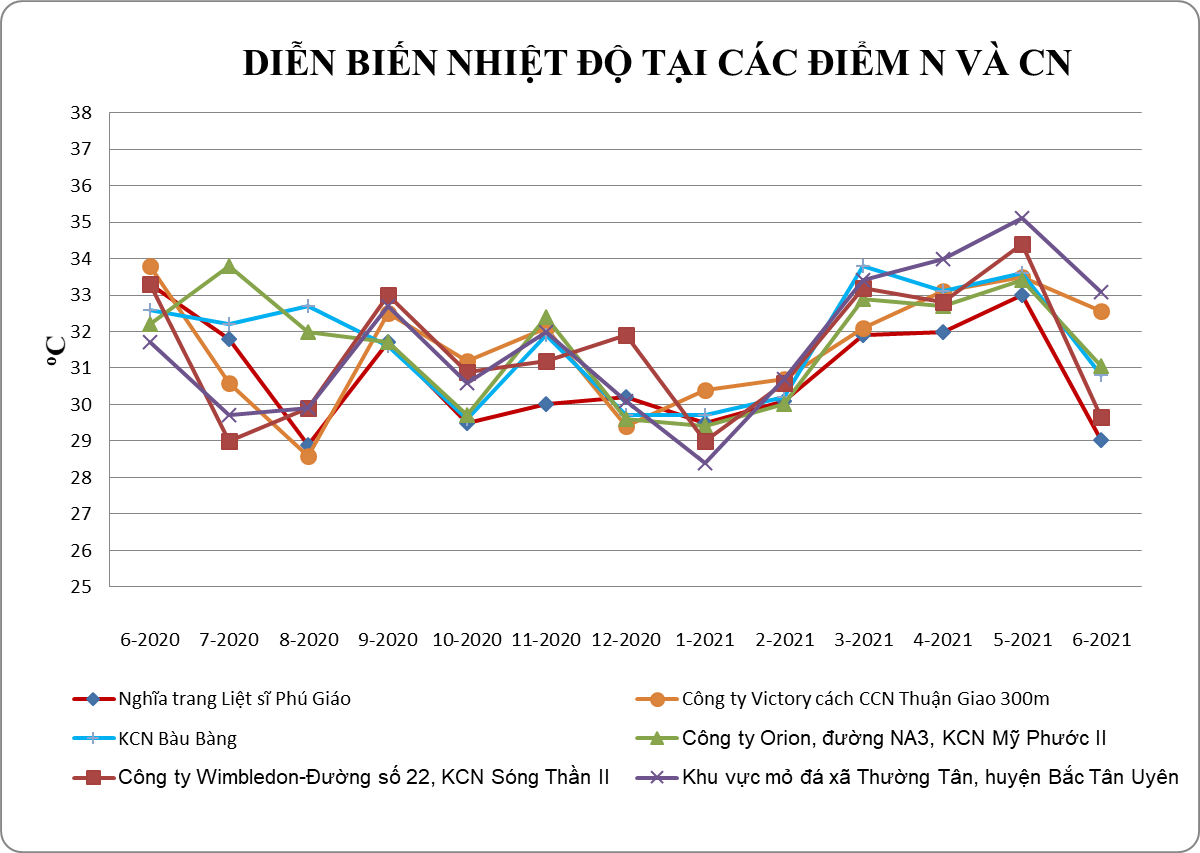 DIỄN BIẾN NHIỆT ĐỘ TẠI CÁC ĐIỂM N VÀ CN
38
37
36
35
34
33
32
31
30
29
28
27
26
25
ºC
6-2020 7-2020 8-2020 9-2020 10-2020 11-2020 12-2020 1-2021 2-2021 3-2021 4-2021 5-2021 6-2021
Nghĩa trang Liệt sĩ Phú Giáo
Công ty Victory cách CCN Thuận Giao 300m
KCN Bàu Bàng
Công ty Orion, đường NA3, KCN Mỹ Phước II
Công ty Wimbledon-Đường số 22, KCN Sóng Thần II
Khu vực mỏ đá xã Thường Tân, huyện Bắc Tân Uyên